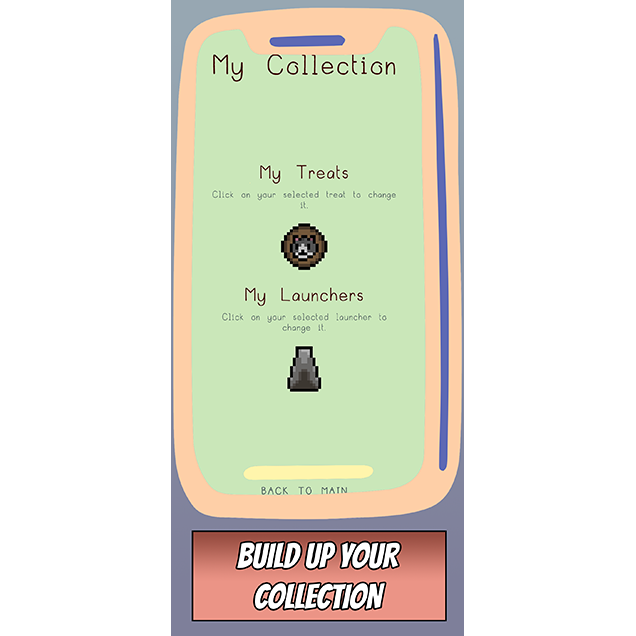 My Collection
My Treats
Click on your selected treat to change
it.
My Launchers
Click on your selected launcher to
change it.
BACK TO MAIN
BUILD UP YOUR
COLLECTION